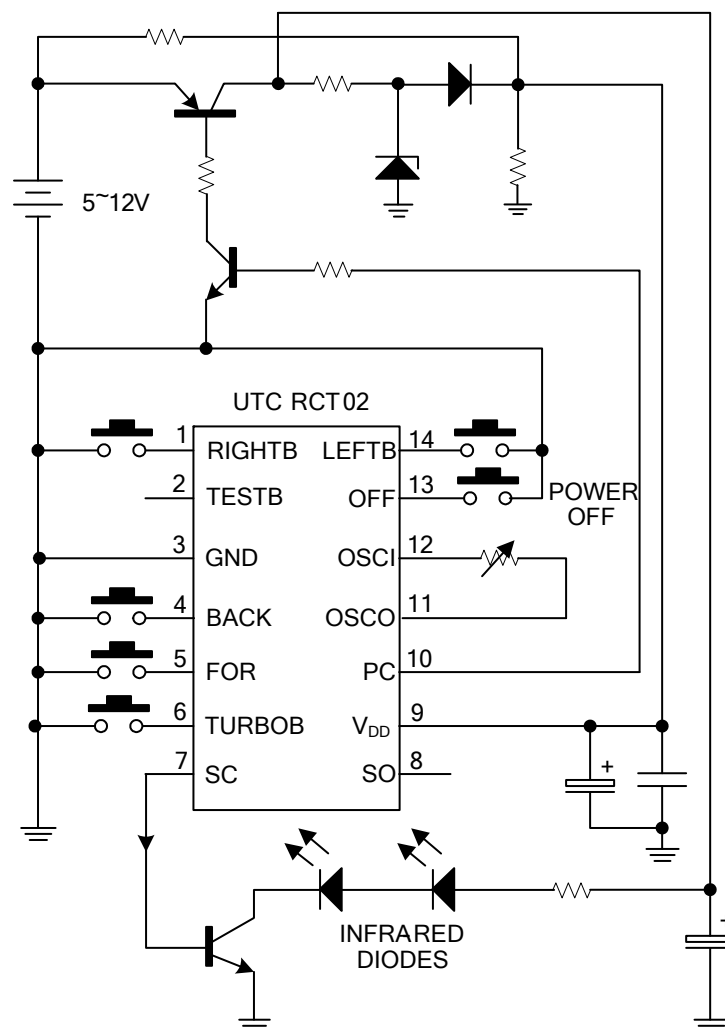 5~12V
UTC RCT02
1 RIGHTB LEFTB 14
2 TESTB OFF 13
POWER
OFF
3 GND OSCI 12
4 BACK OSCO 11
5 FOR PC 10
6 TURBOB VDD 9
7 SC SO 8
+
INFRARED
DIODES
+